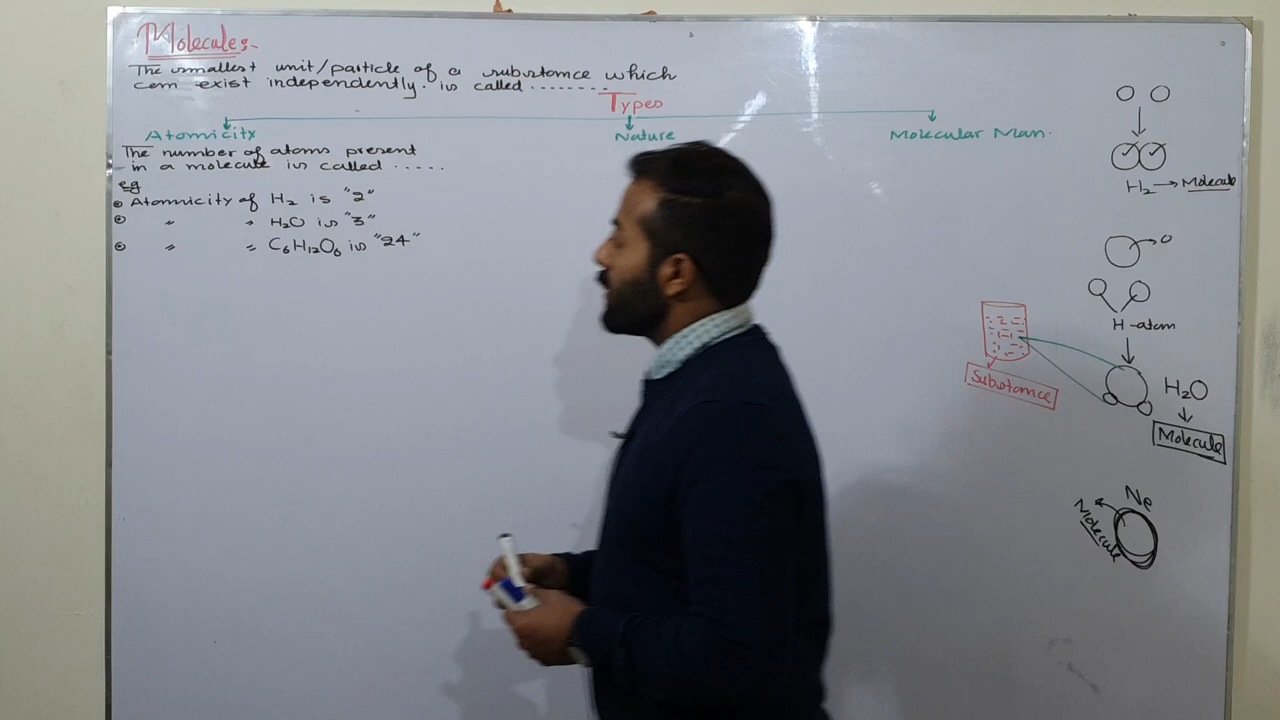 Molecules.
The smallest unit/particle of a substance which
can exist independently. is called ........
Types
Atomicity
Nature
Molecular Man.
The number of atoms present
in a molecule is called .....
eg
Atomicity of H₂ is "2"
" " H₂O is "3"
" " C₆H₁₂O₆ is "24"
H₂ → Molecule
O
H-atom
Substance
H₂O
Molecule
Ne
Molecule